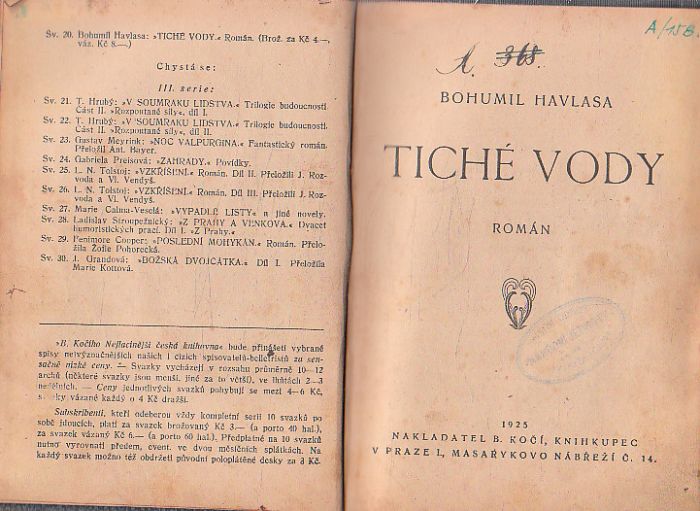 Sv. 20. Bohumil Havlasa: »TICHÉ VODY.« Román. (Brož. za Kč 4.—,
váz. Kč 8.—.)
Chystá se:
III. serie:
Sv. 21. T. Hrubý: »V SOUMRAKU LIDSTVA.« Trilogie budoucnosti.
Část II. »Rozpoutané síly«, díl I.
Sv. 22. T. Hrubý: »V SOUMRAKU LIDSTVA.« Trilogie budoucnosti.
Část II. »Rozpoutané síly«, díl II.
Sv. 23. Gustav Meyrink: »NOC VALPURGINA.« Fantastický román.
Přeložil Ant. Bayer.
Sv. 24. Gabriela Preisová: »ZAHRADY.« Povídky.
Sv. 25. L. N. Tolstoj: »VZKŘÍŠENÍ.« Román. Díl II. Přeložili J. Roz-
voda a Vl. Vendyš.
Sv. 26. L. N. Tolstoj: »VZKŘÍŠENÍ.« Román. Díl III. Přeložili J. Roz-
voda a Vl. Vendyš.
Sv. 27. Marie Calma-Veselá: »VYPADLÉ LISTY« a jiné novely.
Sv. 28. Ladislav Stroupežnický: »Z PRAHY A VENKOVA.« Dvacet
humoristických prací. Díl I. »Z Prahy.«
Sv. 29. Fenimore Cooper: »POSLEDNÍ MOHYKÁN.« Román. Přelo-
žila Žofie Pohorecká.
Sv. 30. J. Grandová: »BOŽSKÁ DVOJČÁTKA.« Díl I. Přeložila
Marie Kottová.
»B. Kočího Nejlacinější česká knihovna« bude přinášeti vybrané
spisy nejvýznačnějších našich i cizích spisovatelů-beletristů za sen-
sačně nízké ceny. — Svazky vycházejí v rozsahu průměrně 10—12
archů (některé svazky jsou menší, jiné za to větší), ve lhůtách 2—3
nedělních. — Ceny jednotlivých svazků pohybují se mezi 4—6 Kč,
vázané každý o 4 Kč dražší.
Subskribenti, kteří odeberou vždy kompletní serii 10 svazků po
sobě jdoucích, platí za svazek brožovaný Kč 3.— (a porto 40 hal.),
za svazek vázaný Kč 6.— (a porto 60 hal.). Předplatné na 10 svazků
nutno vyrovnati předem, event. ve dvou měsíčních splátkách. Na
každý svazek možno též obdržeti původní poloplátěné desky za 3 Kč.
A/158.
A. 368.
BOHUMIL HAVLASA
TICHÉ VODY
ROMÁN
1925
NAKLADATEL B. KOČÍ, KNIHKUPEC
V PRAZE I., MASARYKOVO NÁBŘEŽÍ Č. 14.